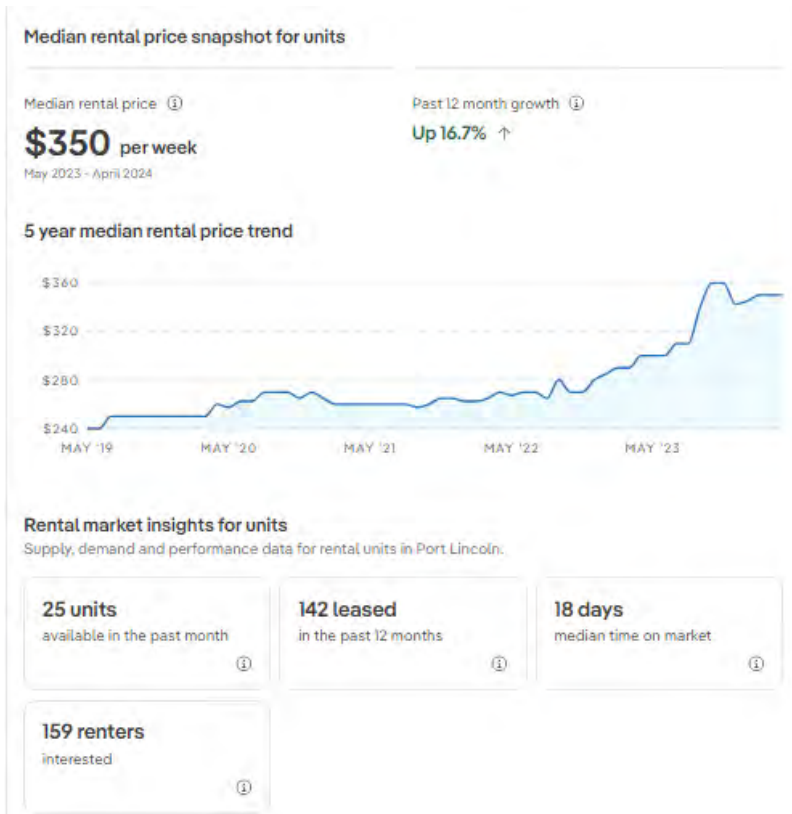 Median rental price snapshot for units
Median rental price
Past 12 month growth
$350 per week
Up 16.7% ↑
May 2023 - April 2024
5 year median rental price trend
$360
$320
$280
$240
MAY '19 MAY '20 MAY '21 MAY '22 MAY '23
Rental market insights for units
Supply, demand and performance data for rental units in Port Lincoln.
25 units
available in the past month
142 leased
in the past 12 months
18 days
median time on market
159 renters
interested